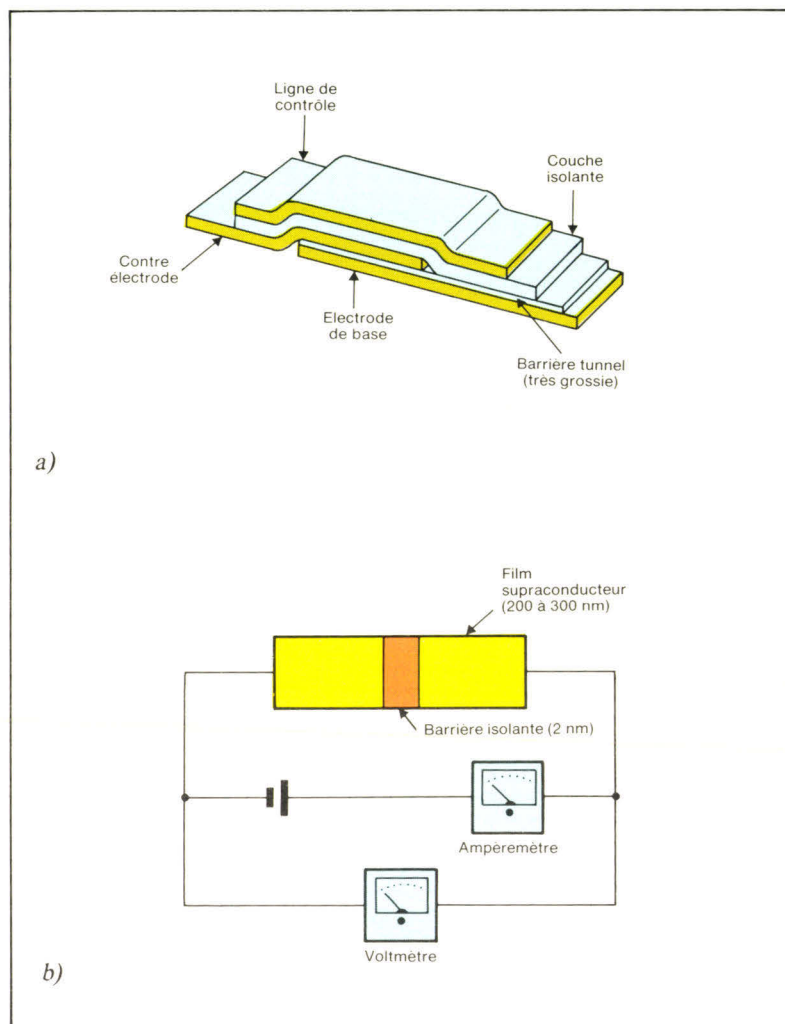 Ligne de
contrôle
Couche
isolante
Contre
électrode
Electrode
de base
Barrière tunnel
(très grossie)
a)
Film
supraconducteur
(200 à 300 nm)
Barrière isolante (2 nm)
Ampèremètre
Voltmètre
b)